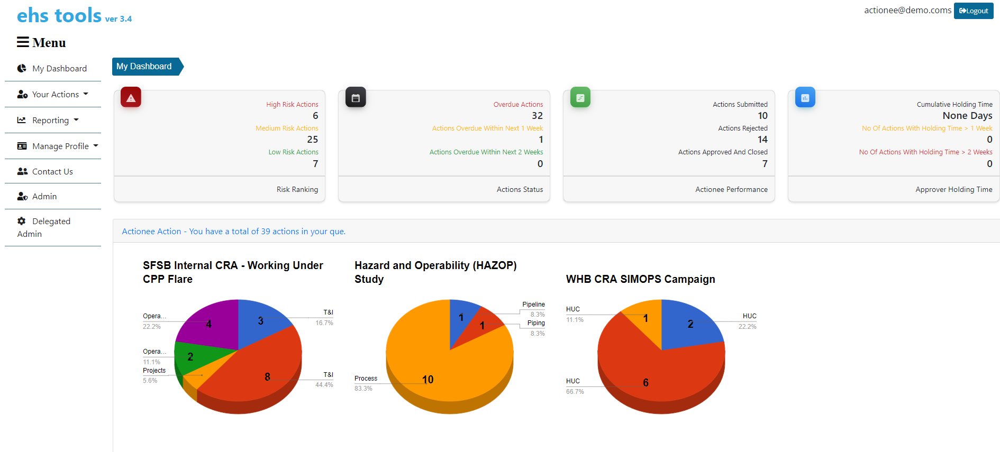 ehs tools ver 3.4
actionee@demo.coms
Logout
Menu
My Dashboard
Your Actions
Reporting
Manage Profile
Contact Us
Admin
Delegated
Admin
My Dashboard
High Risk Actions
6
Medium Risk Actions
25
Low Risk Actions
7
Risk Ranking
Overdue Actions
32
Actions Overdue Within Next 1 Week
1
Actions Overdue Within Next 2 Weeks
0
Actions Status
Actions Submitted
10
Actions Rejected
14
Actions Approved And Closed
7
Actionee Performance
Cumulative Holding Time
None Days
No Of Actions With Holding Time > 1 Week
0
No Of Actions With Holding Time > 2 Weeks
0
Approver Holding Time
Actionee Action - You have a total of 39 actions in your que.
SFSB Internal CRA - Working Under
CPP Flare
Opera...
22.2%
Opera...
11.1%
Projects
5.6%
4
3
2
8
T&I
16.7%
T&I
44.4%
Hazard and Operability (HAZOP)
Study
Pipeline
8.3%
Piping
8.3%
1
1
10
Process
83.3%
WHB CRA SIMOPS Campaign
HUC
11.1%
1
2
HUC
22.2%
HUC
66.7%
6